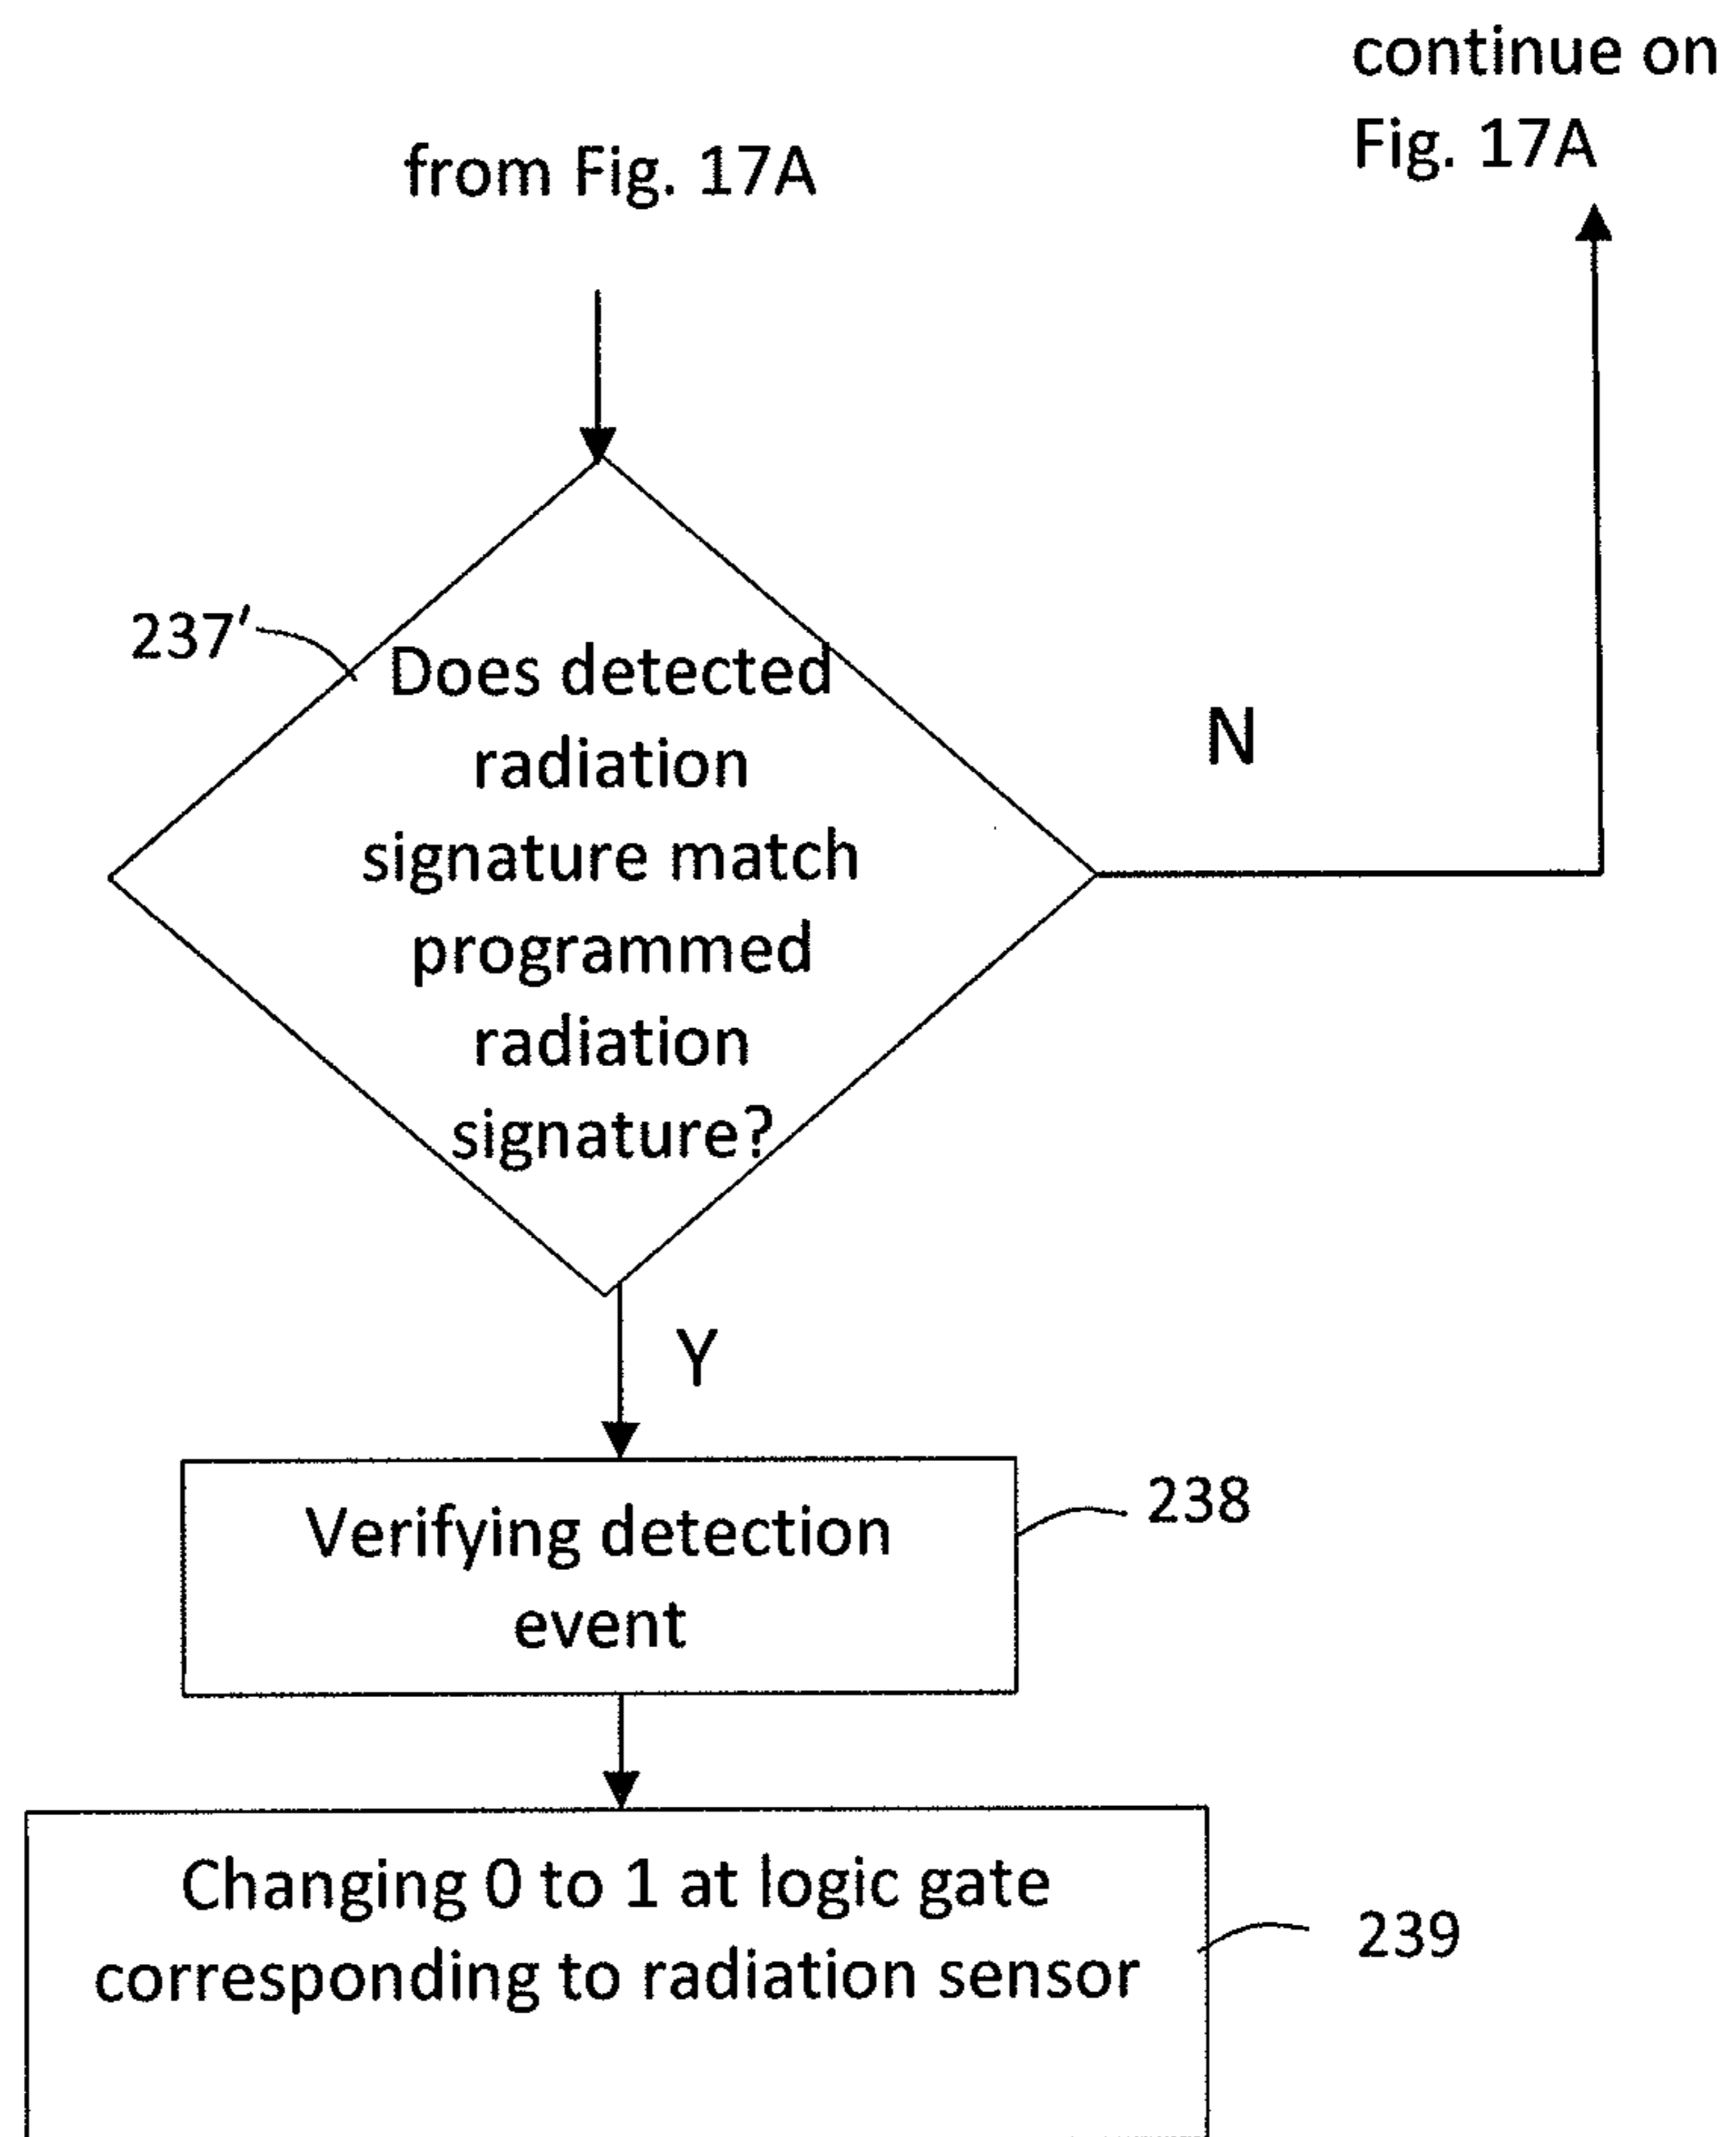 continue on
Fig. 17A
from Fig. 17A
237'
Does detected
radiation
signature match
programmed
radiation
signature?
N
Y
Verifying detection
event
238
Changing 0 to 1 at logic gate
corresponding to radiation sensor
239